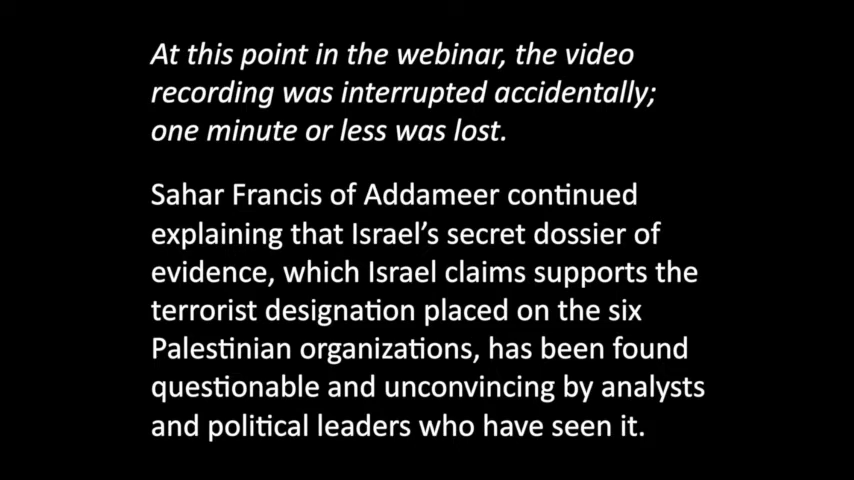 At this point in the webinar, the video
recording was interrupted accidentally;
one minute or less was lost.
Sahar Francis of Addameer continued
explaining that Israel’s secret dossier of
evidence, which Israel claims supports the
terrorist designation placed on the six
Palestinian organizations, has been found
questionable and unconvincing by analysts
and political leaders who have seen it.